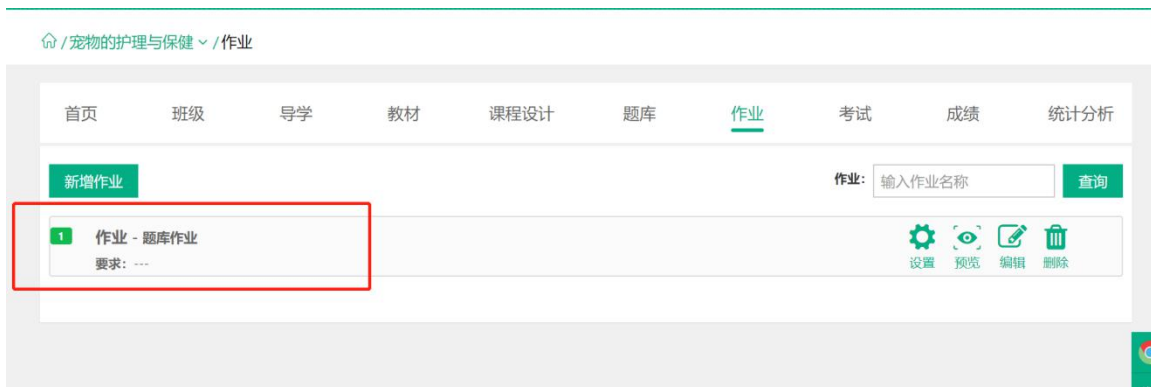 / 宠物的护理与保健 / 作业
首页 班级 导学 教材 课程设计 题库 作业 考试 成绩 统计分析
新增作业 作业: 输入作业名称 查询
1 作业 - 题库作业
要求: ---
设置 预览 编辑 删除